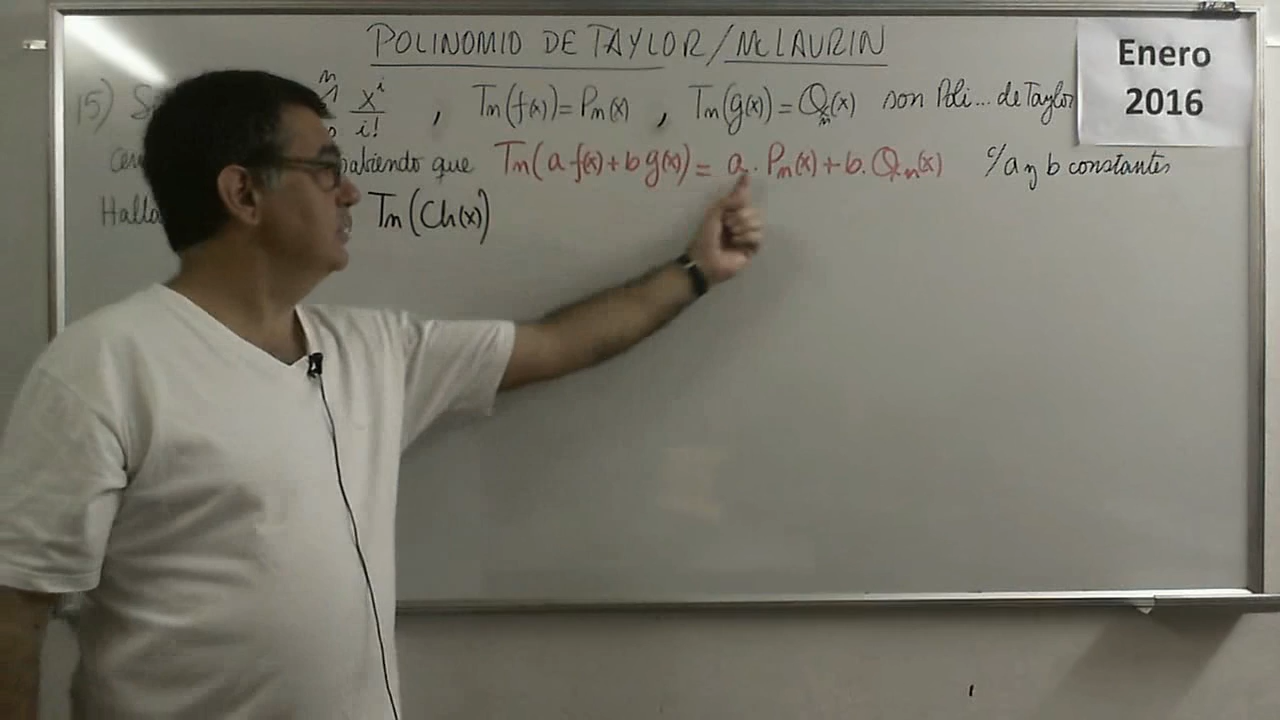 POLINOMIO DE TAYLOR/MCLAURIN
Enero
2016
15) x^i/i! , Tn(f(x))=Pn(x) , Tn(g(x))=Qn(x) son Poli... de Taylor
sabiendo que Tn(a f(x)+b g(x))= a. Pn(x)+b. Qn(x) c/a y b constantes
Tn(Ch(x))